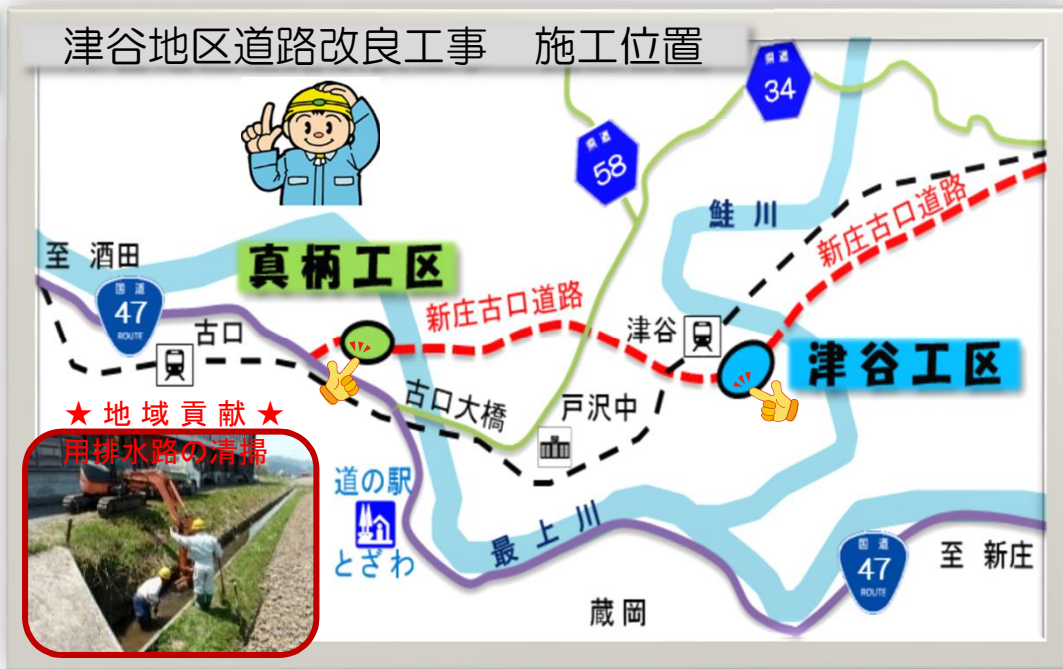 津谷地区道路改良工事　施工位置
県道
34
県道
58
鮭川
新庄古口道路
至 酒田
真柄工区
国道
47
ROUTE
新庄古口道路
古口
津谷
津谷工区
古口大橋
戸沢中
★ 地 域 貢 献 ★
用排水路の清掃
道の駅
とざわ
最上川
国道
47
ROUTE
至 新庄
蔵岡